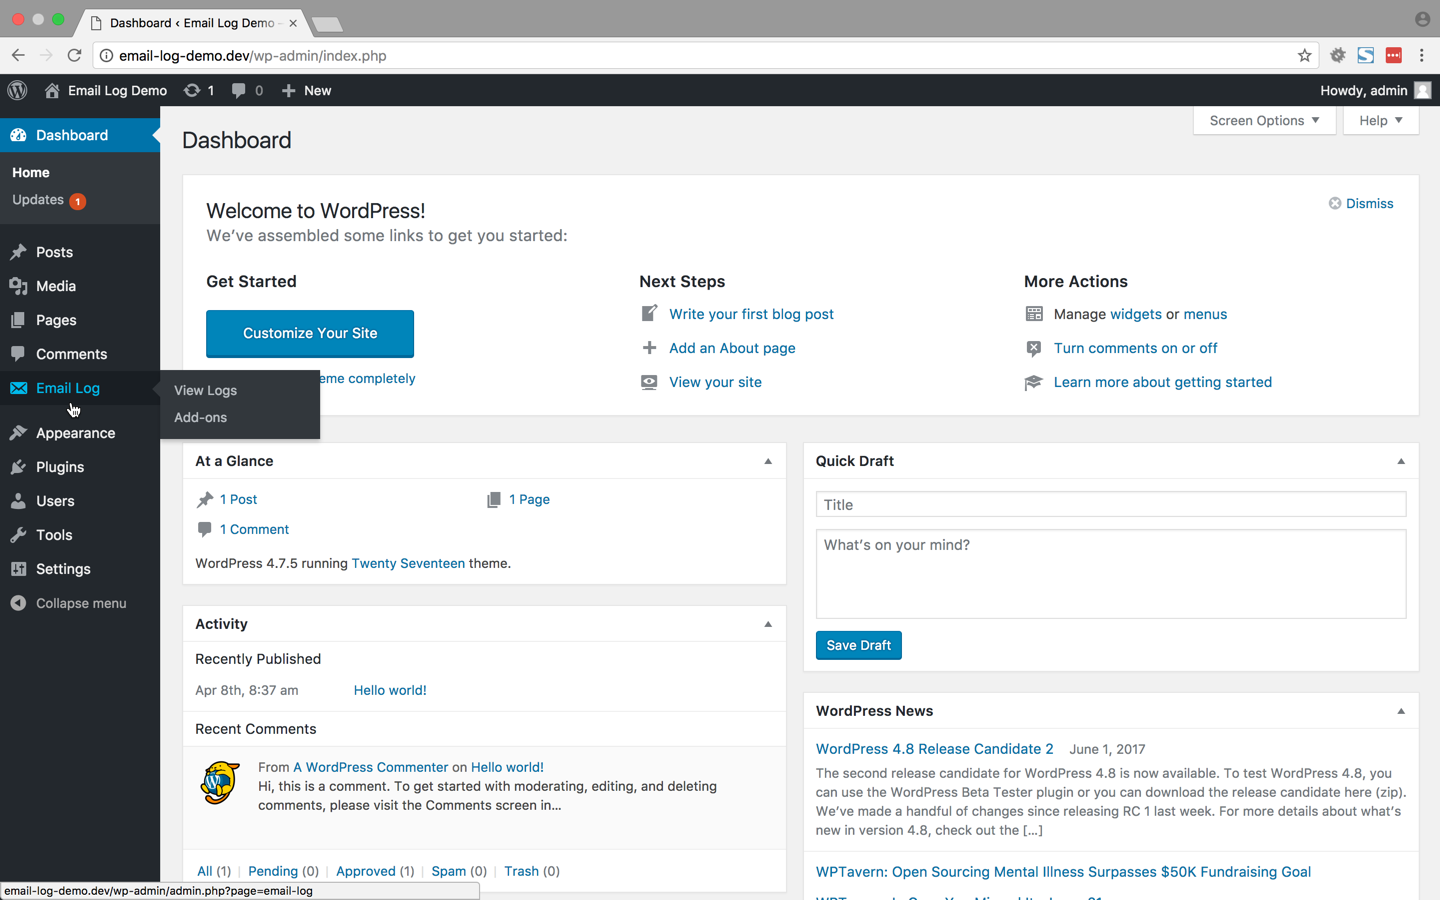 Dashboard ‹ Email Log Demo
email-log-demo.dev/wp-admin/index.php
Email Log Demo 1 0 New Howdy, admin
Dashboard
Home
Updates 1
Posts
Media
Pages
Comments
Email Log
View Logs
Add-ons
Appearance
Plugins
Users
Tools
Settings
Collapse menu
Dashboard
Screen Options Help
Welcome to WordPress!
Dismiss
We've assembled some links to get you started:
Get Started
Customize Your Site
eme completely
Next Steps
Write your first blog post
Add an About page
View your site
More Actions
Manage widgets or menus
Turn comments on or off
Learn more about getting started
At a Glance
1 Post 1 Page
1 Comment
WordPress 4.7.5 running Twenty Seventeen theme.
Activity
Recently Published
Apr 8th, 8:37 am Hello world!
Recent Comments
From A WordPress Commenter on Hello world!
Hi, this is a comment. To get started with moderating, editing, and deleting
comments, please visit the Comments screen in...
All (1) | Pending (0) | Approved (1) | Spam (0) | Trash (0)
Quick Draft
Title
What's on your mind?
Save Draft
WordPress News
WordPress 4.8 Release Candidate 2 June 1, 2017
The second release candidate for WordPress 4.8 is now available. To test WordPress 4.8, you
can use the WordPress Beta Tester plugin or you can download the release candidate here (zip).
We've made a handful of changes since releasing RC 1 last week. For more details about what's
new in version 4.8, check out the [...]
WPTavern: Open Sourcing Mental Illness Surpasses $50K Fundraising Goal
email-log-demo.dev/wp-admin/admin.php?page=email-log